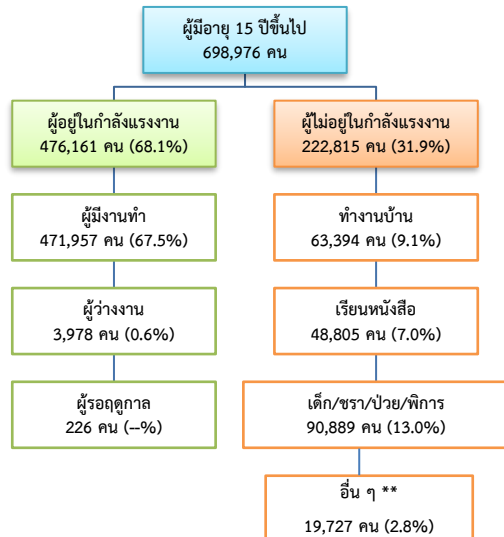 ผู้มีอายุ 15 ปีขึ้นไป
698,976 คน
ผู้อยู่ในกำลังแรงงาน
476,161 คน (68.1%)
ผู้มีงานทำ
471,957 คน (67.5%)
ผู้ว่างงาน
3,978 คน (0.6%)
ผู้รอฤดูกาล
226 คน (--%)
ผู้ไม่อยู่ในกำลังแรงงาน
222,815 คน (31.9%)
ทำงานบ้าน
63,394 คน (9.1%)
เรียนหนังสือ
48,805 คน (7.0%)
เด็ก/ชรา/ป่วย/พิการ
90,889 คน (13.0%)
อื่น ๆ **
19,727 คน (2.8%)